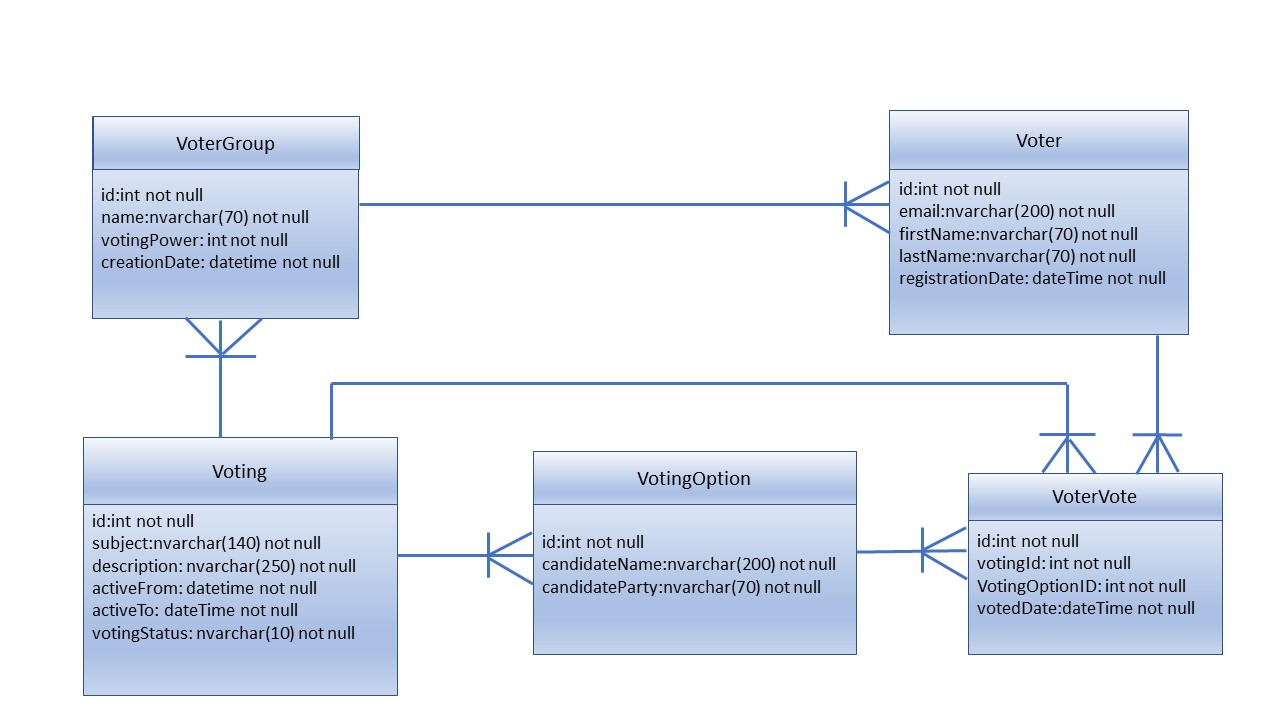 VoterGroup
id:int not null
name:nvarchar(70) not null
votingPower: int not null
creationDate: datetime not null
Voter
id:int not null
email:nvarchar(200) not null
firstName:nvarchar(70) not null
lastName:nvarchar(70) not null
registrationDate: dateTime not null
Voting
id:int not null
subject:nvarchar(140) not null
description: nvarchar(250) not null
activeFrom: datetime not null
activeTo: dateTime not null
votingStatus: nvarchar(10) not null
VotingOption
id:int not null
candidateName:nvarchar(200) not null
candidateParty:nvarchar(70) not null
VoterVote
id:int not null
votingId: int not null
VotingOptionID: int not null
votedDate:dateTime not null